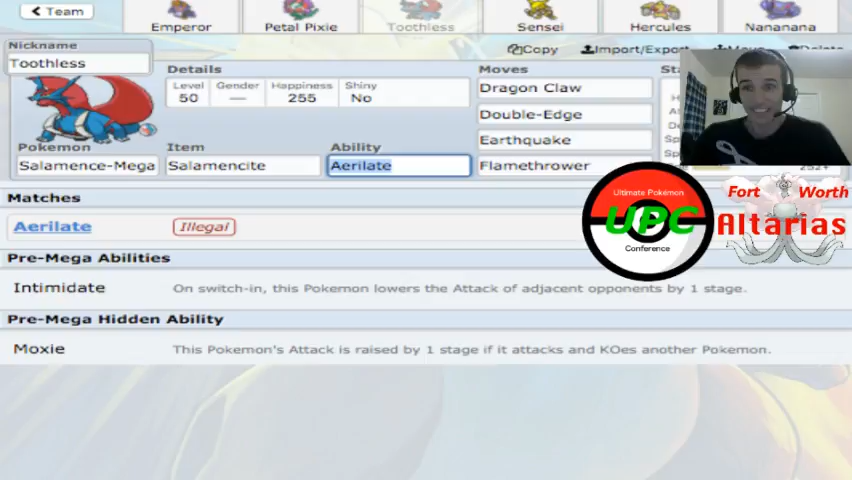 Team
Emperor
Petal Pixie
Toothless
Sensei
Hercules
Nananana
Nickname
Toothless
Copy
Import/Export
Move
Delete
Details
Level
50
Gender
—
Happiness
255
Shiny
No
Moves
Dragon Claw
Double-Edge
Earthquake
Flamethrower
Pokemon
Salamence-Mega
Item
Salamencite
Ability
Aerilate
252+
Matches
Aerilate
Illegal
Pre-Mega Abilities
Intimidate
On switch-in, this Pokemon lowers the Attack of adjacent opponents by 1 stage.
Pre-Mega Hidden Ability
Moxie
This Pokemon's Attack is raised by 1 stage if it attacks and KOes another Pokemon.
Ultimate Pokémon
UPC
Conference
Fort Worth
Altarias